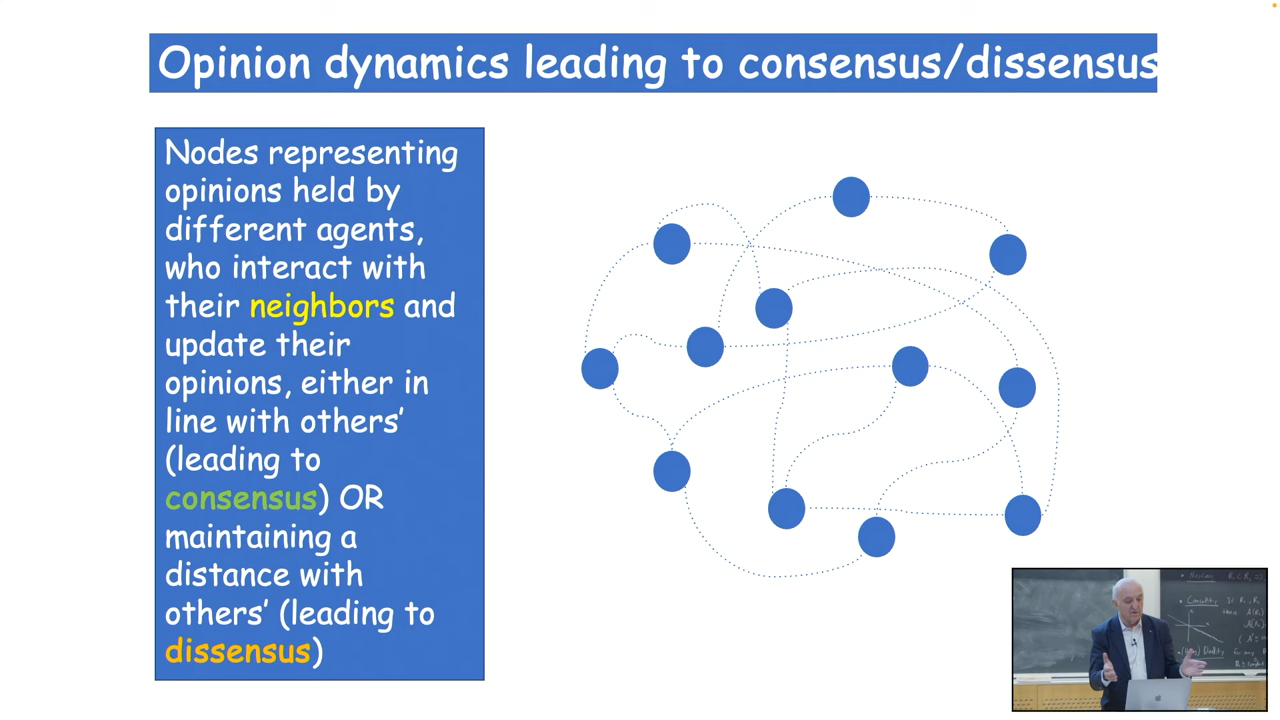 Opinion dynamics leading to consensus/dissensus
Nodes representing
opinions held by
different agents,
who interact with
their neighbors and
update their
opinions, either in
line with others’
(leading to
consensus) OR
maintaining a
distance with
others’ (leading to
dissensus)